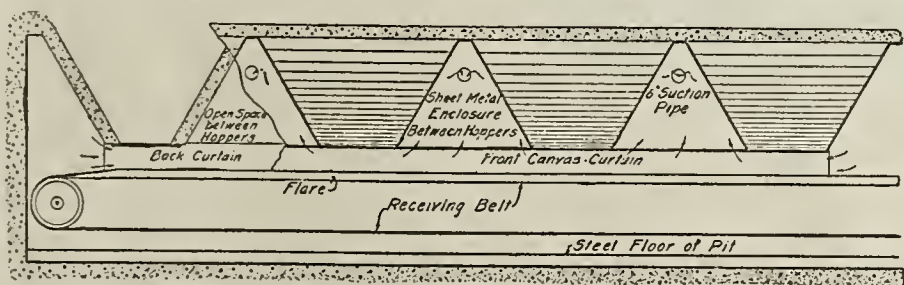 Open Space
between
Hoppers
Sheet Metal
Enclosure
Between Hoppers
6" Suction
Pipe
Back Curtain
Front Canvas-Curtain
Flare
Receiving Belt
Steel Floor of Pit